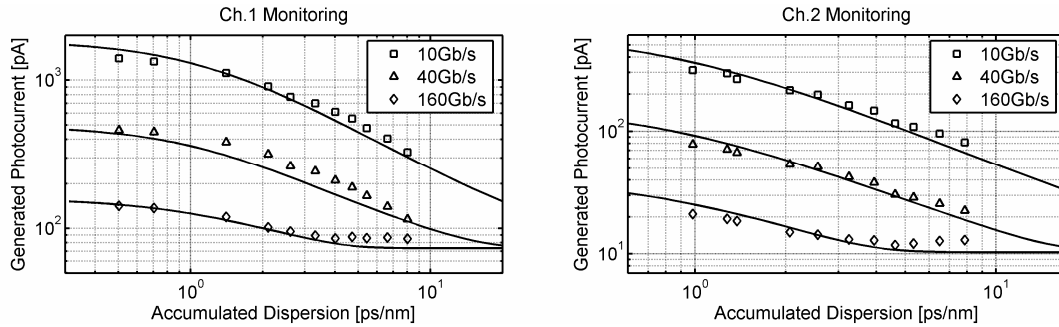 Ch.1 Monitoring
Generated Photocurrent [pA]
10^3
10^2
10Gb/s
40Gb/s
160Gb/s
10^0
10^1
Accumulated Dispersion [ps/nm]
Ch.2 Monitoring
Generated Photocurrent [pA]
10^2
10^1
10Gb/s
40Gb/s
160Gb/s
10^0
10^1
Accumulated Dispersion [ps/nm]